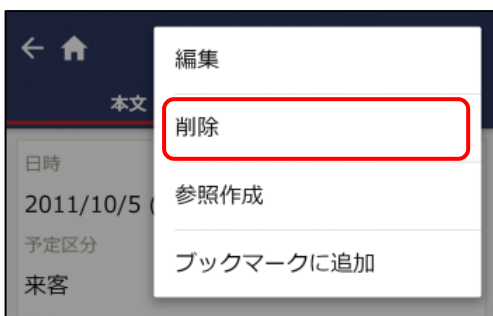 編集
本文
削除
日時
2011/10/5 (
参照作成
予定区分
ブックマークに追加
来客